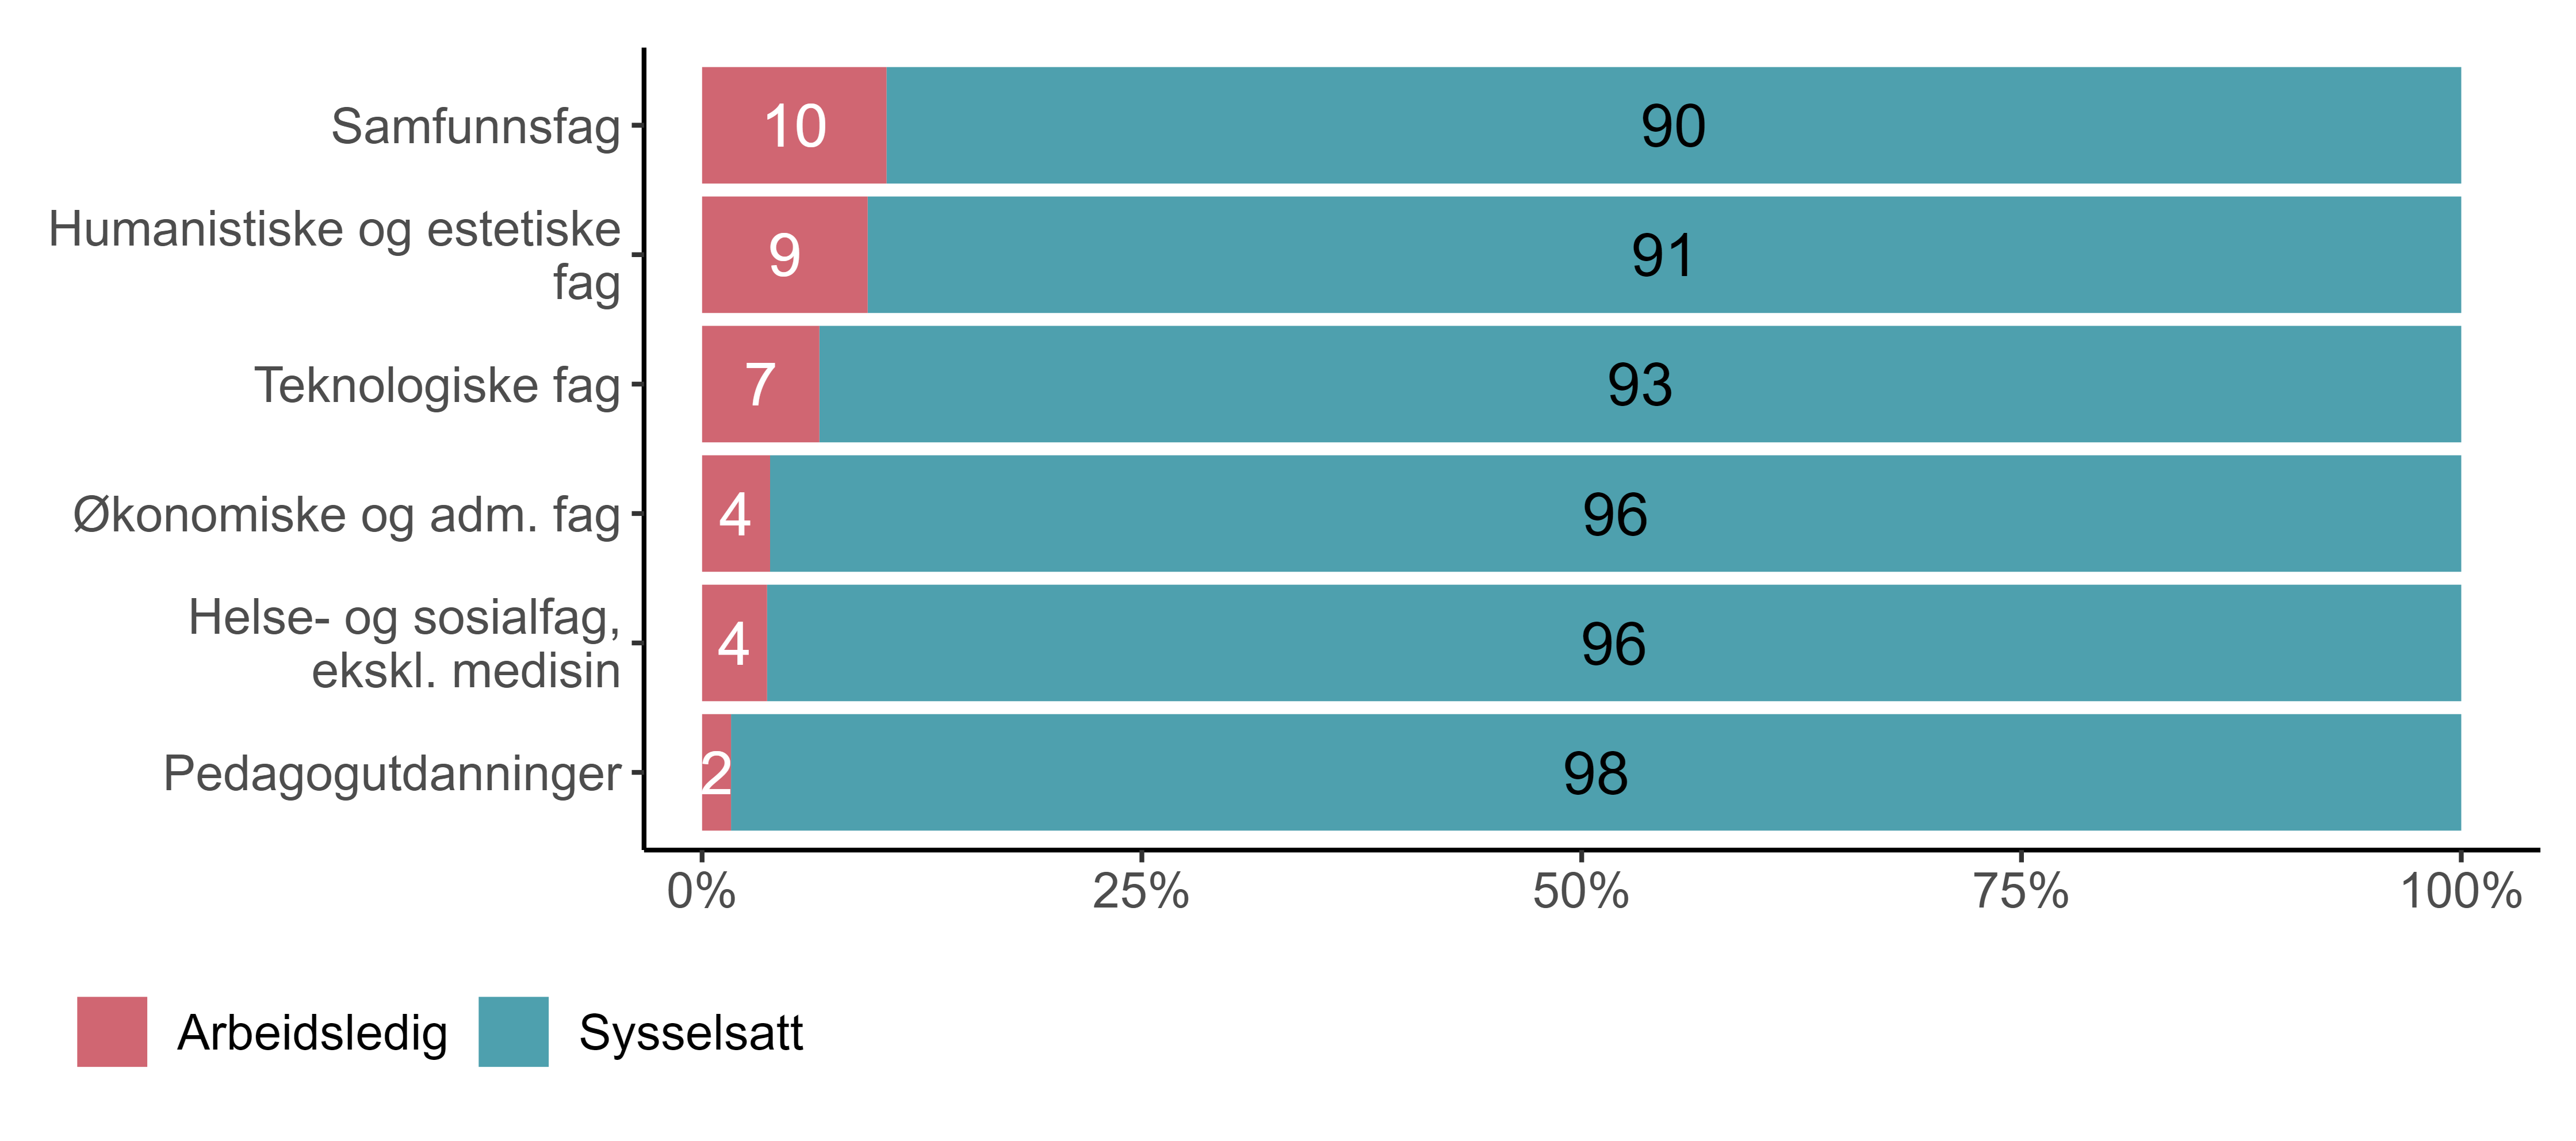 Samfunnsfag 10 90
Humanistiske og estetiske
fag 9 91
Teknologiske fag 7 93
Økonomiske og adm. fag 4 96
Helse- og sosialfag,
ekskl. medisin 4 96
Pedagogutdanninger 2 98
0% 25% 50% 75% 100%
Arbeidsledig Sysselsatt